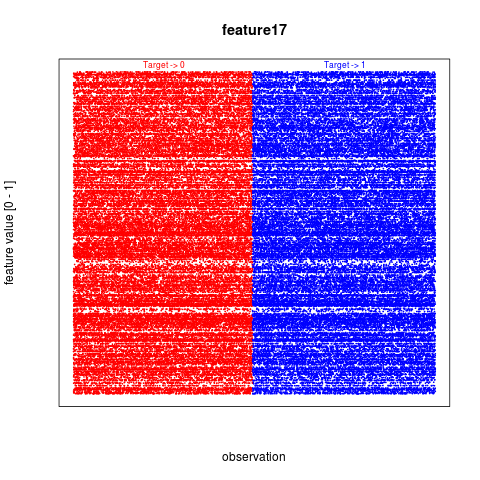 feature17
Target -> 0
Target -> 1
feature value [0 - 1]
observation